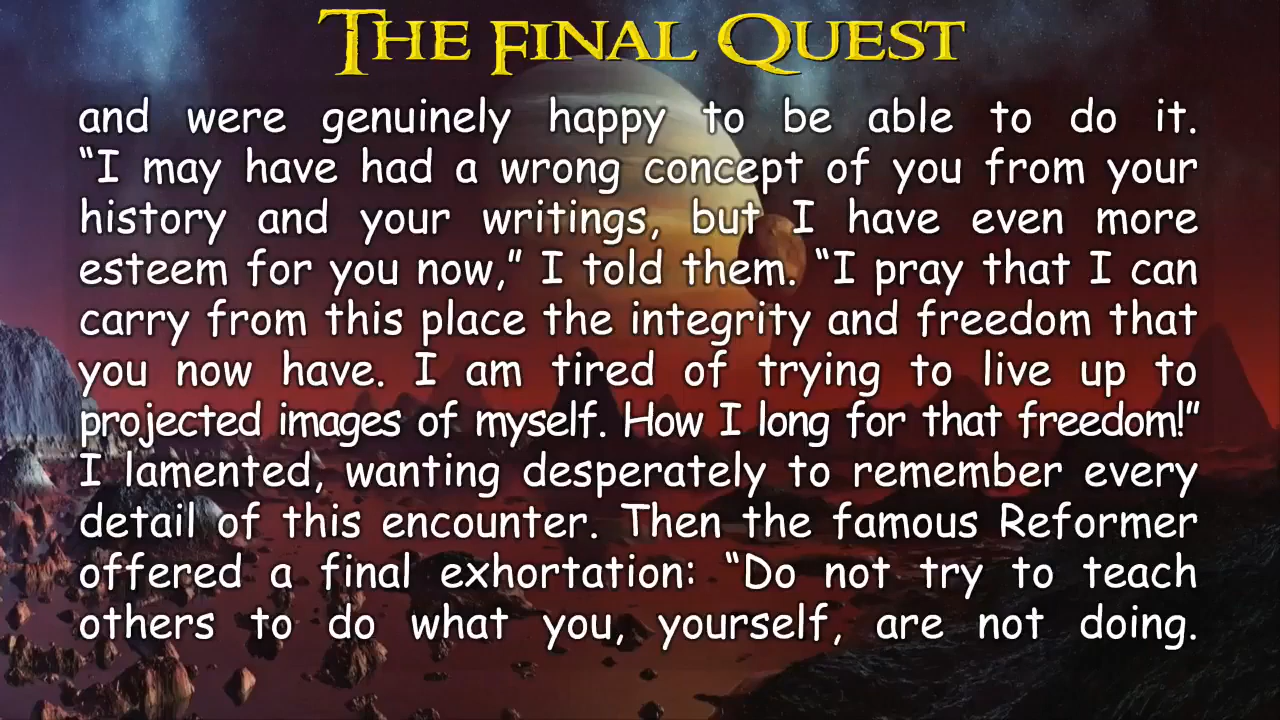 The Final Quest
and were genuinely happy to be able to do it.
“I may have had a wrong concept of you from your
history and your writings, but I have even more
esteem for you now,” I told them. “I pray that I can
carry from this place the integrity and freedom that
you now have. I am tired of trying to live up to
projected images of myself. How I long for that freedom!”
I lamented, wanting desperately to remember every
detail of this encounter. Then the famous Reformer
offered a final exhortation: “Do not try to teach
others to do what you, yourself, are not doing.